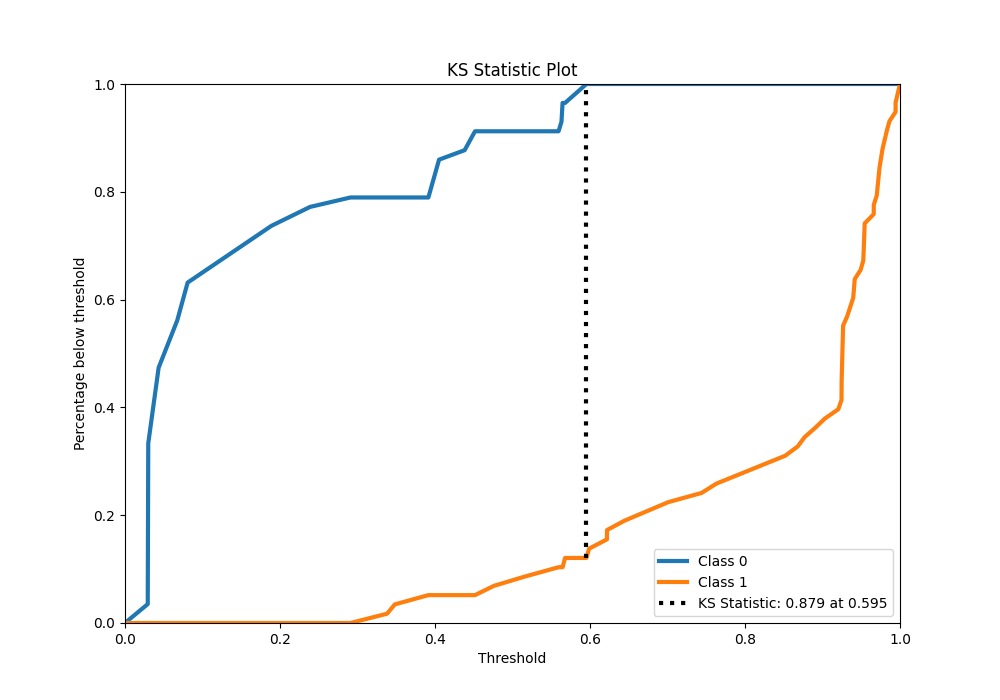 KS Statistic Plot
Percentage below threshold
1.0
0.8
0.6
0.4
0.2
0.0
0.0 0.2 0.4 0.6 0.8 1.0
Threshold
Class 0
Class 1
KS Statistic: 0.879 at 0.595